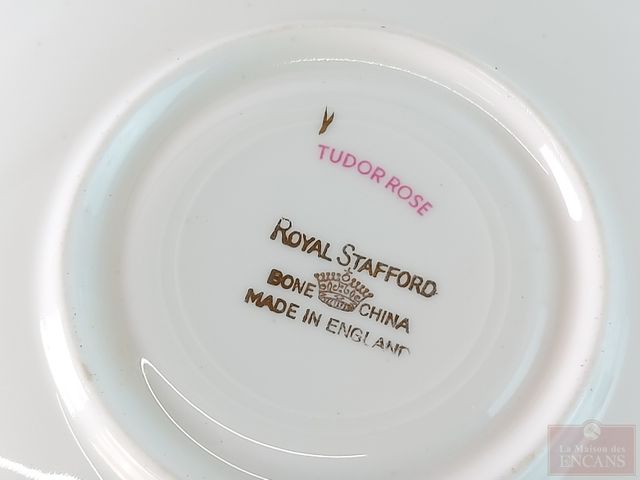 TUDOR ROSE
ROYAL STAFFORD
BONE CHINA
MADE IN ENGLAND
La Maison des
ENCANS